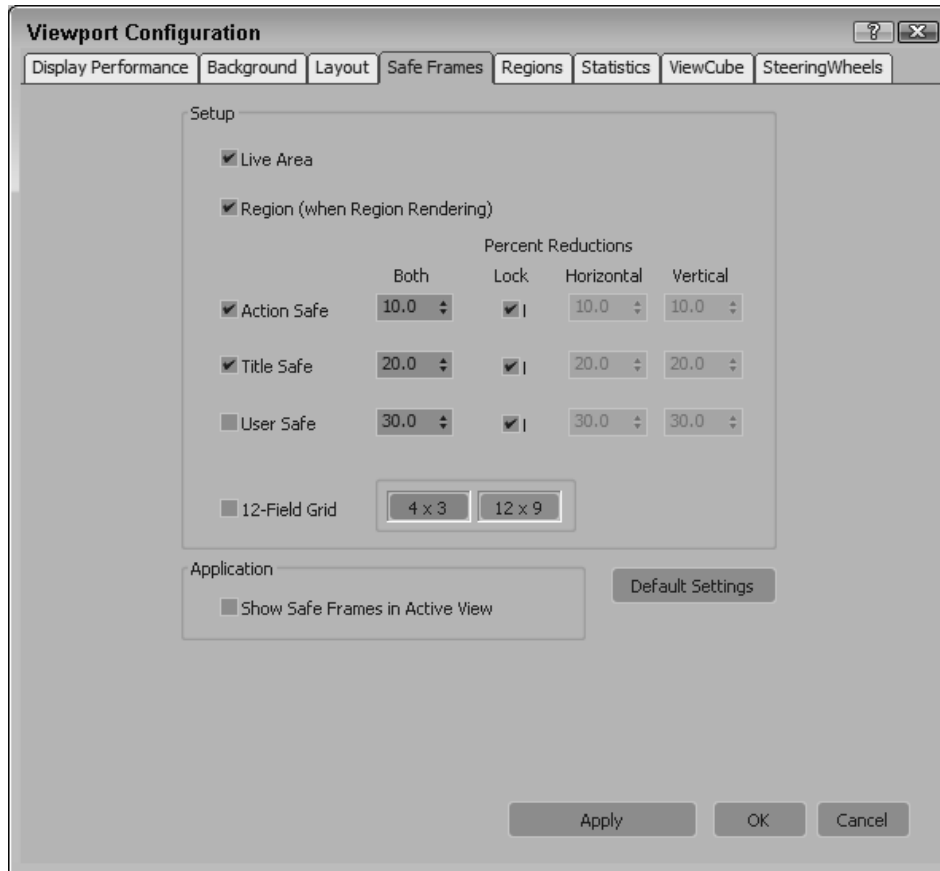 Viewport Configuration
Display Performance Background Layout Safe Frames Regions Statistics ViewCube SteeringWheels
Setup
Live Area
Region (when Region Rendering)
Percent Reductions
Both Lock Horizontal Vertical
Action Safe 10.0 l 10.0 10.0
Title Safe 20.0 l 20.0 20.0
User Safe 30.0 l 30.0 30.0
12-Field Grid 4 x 3 12 x 9
Application
Show Safe Frames in Active View
Default Settings
Apply OK Cancel